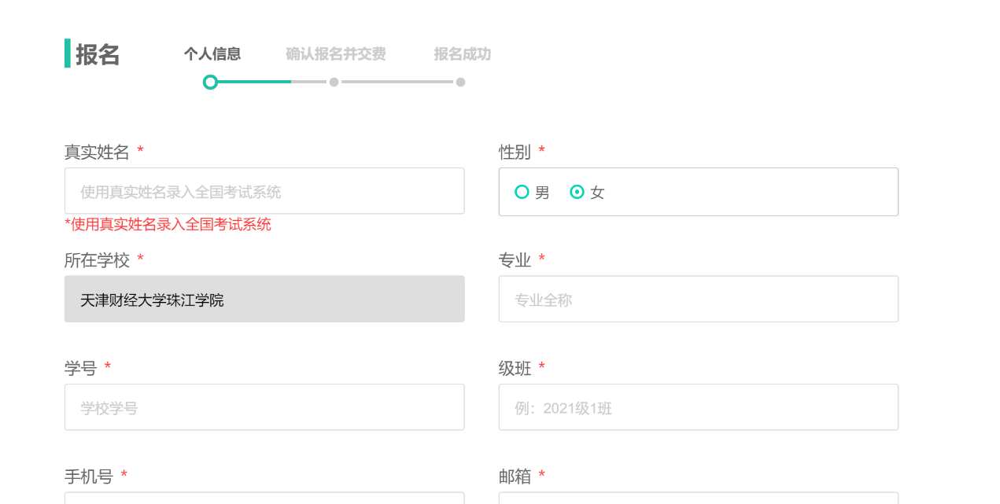 报名
个人信息 确认报名并交费 报名成功
真实姓名 * 性别 *
使用真实姓名录入全国考试系统 男 女
*使用真实姓名录入全国考试系统
所在学校 * 专业 *
天津财经大学珠江学院 专业全称
学号 * 级班 *
学校学号 例：2021级1班
手机号 * 邮箱 *